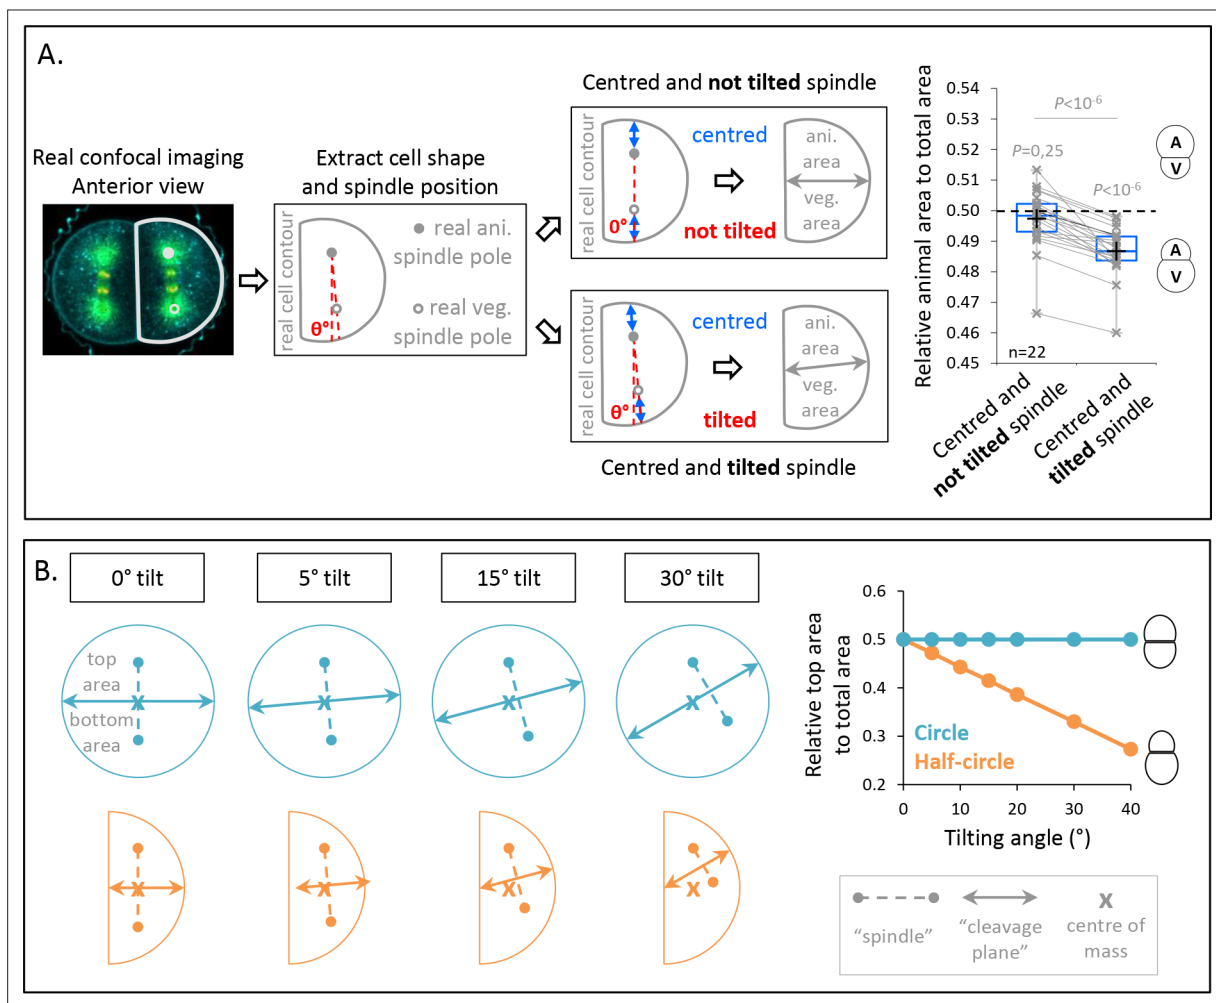 A.
Real confocal imaging
Anterior view
Extract cell shape
and spindle position
real cell contour
θ°
real ani.
spindle pole
real veg.
spindle pole
Centred and not tilted spindle
real cell contour
0°
centred
not tilted
ani.
area
veg.
area
real cell contour
θ°
centred
tilted
ani.
area
veg.
area
Centred and tilted spindle
Relative animal area to total area
0.54
0.53
0.52
0.51
0.50
0.49
0.48
0.47
0.46
0.45
P<10-6
P=0,25
P<10-6
n=22
A
V
A
V
Centred and
not tilted spindle
Centred and
tilted spindle
B.
0° tilt
5° tilt
15° tilt
30° tilt
top
area
bottom
area
x
x
x
x
x
x
x
x
Relative top area
to total area
0.6
0.5
0.4
0.3
0.2
Circle
Half-circle
0
10
20
30
40
Tilting angle (°)
"spindle"
"cleavage
plane"
x
centre of
mass